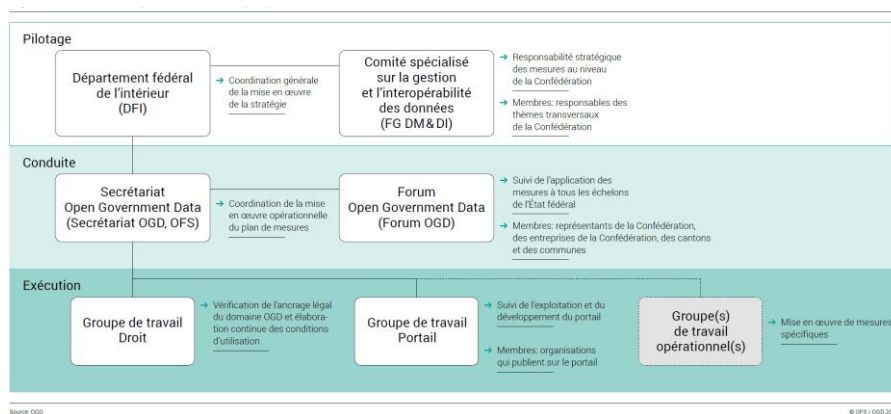 Pilotage
Département fédéral
de l'intérieur
(DFI)
→ Coordination générale
de la mise en œuvre
de la stratégie
Comité spécialisé
sur la gestion
et l'interopérabilité
des données
(FG DM & DI)
→ Responsabilité stratégique
des mesures au niveau
de la Confédération
→ Membres: responsables des
thèmes transversaux
de la Confédération
Conduite
Secrétariat
Open Government Data
(Secrétariat OGD, OFS)
→ Coordination de la mise
en œuvre opérationnelle
du plan de mesures
Forum
Open Government Data
(Forum OGD)
→ Suivi de l'application des
mesures à tous les échelons
de l'État fédéral
→ Membres: représentants de la Confédération,
des entreprises de la Confédération, des cantons
et des communes
Exécution
Groupe de travail
Droit
→ Vérification de l'ancrage légal
du domaine OGD et élabora-
tion continue des conditions
d'utilisation
Groupe de travail
Portail
→ Suivi de l'exploitation et du
développement du portail
→ Membres: organisations
qui publient sur le portail
Groupe(s)
de travail
opérationnel(s)
→ Mise en œuvre de mesures
spécifiques
Source: OGD
© OFS / OGD